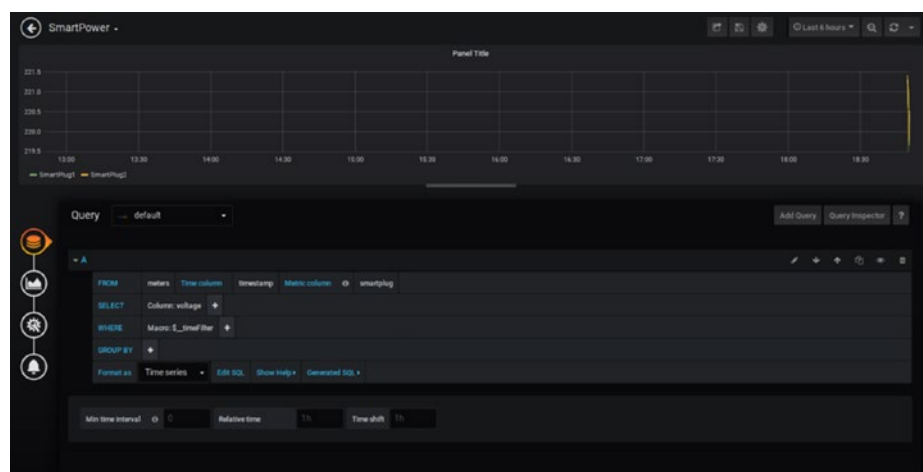 SmartPower
Last 6 hours
Panel Title
221.5
221.0
220.5
220.0
219.5
13:00 13:30 14:00 14:30 15:00 15:30 16:00 16:30 17:00 17:30 18:00 18:30
SmartPlug1 SmartPlug2
Query default Add Query Query Inspector ?
A
FROM meters Time column timestamp Metric column smartplug
SELECT Column: voltage +
WHERE Macro: $__timeFilter +
GROUP BY +
Format as Time series Edit SQL Show Help Generated SQL
Min time interval 0 Relative time 1h Time shift 1h